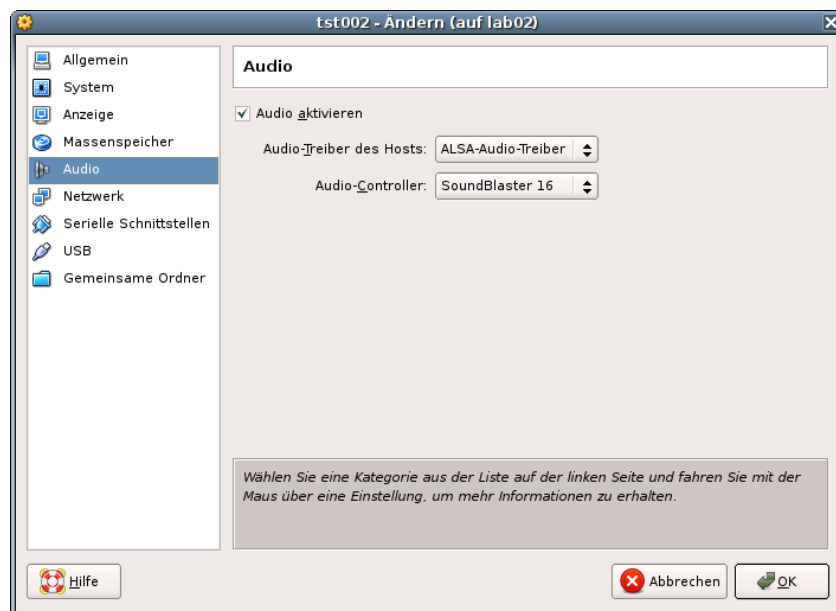 tst002 - Ändern (auf lab02)
Allgemein
System
Anzeige
Massenspeicher
Audio
Netzwerk
Serielle Schnittstellen
USB
Gemeinsame Ordner
Audio
Audio aktivieren
Audio-Treiber des Hosts: ALSA-Audio-Treiber
Audio-Controller: SoundBlaster 16
Wählen Sie eine Kategorie aus der Liste auf der linken Seite und fahren Sie mit der
Maus über eine Einstellung, um mehr Informationen zu erhalten.
Hilfe
Abbrechen
OK